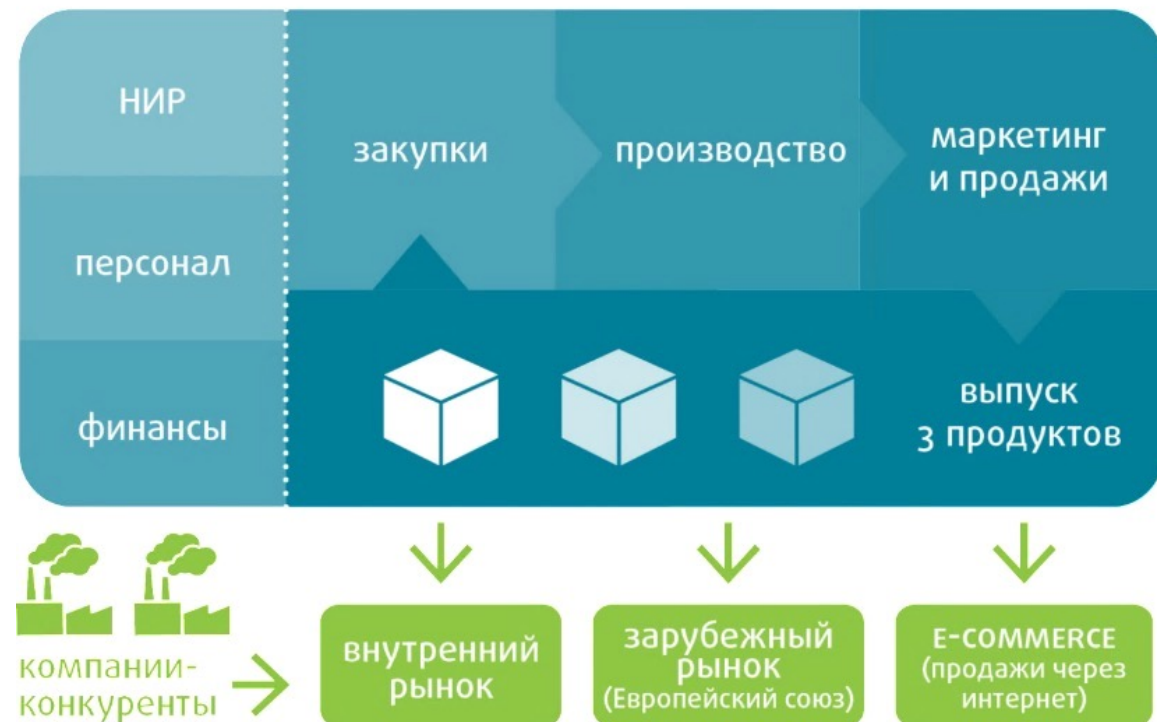 НИР
персонал
финансы
закупки
производство
маркетинг
и продажи
выпуск
3 продуктов
компании-
конкуренты
внутренний
рынок
зарубежный
рынок
(Европейский союз)
E-COMMERCE
(продажи через
интернет)